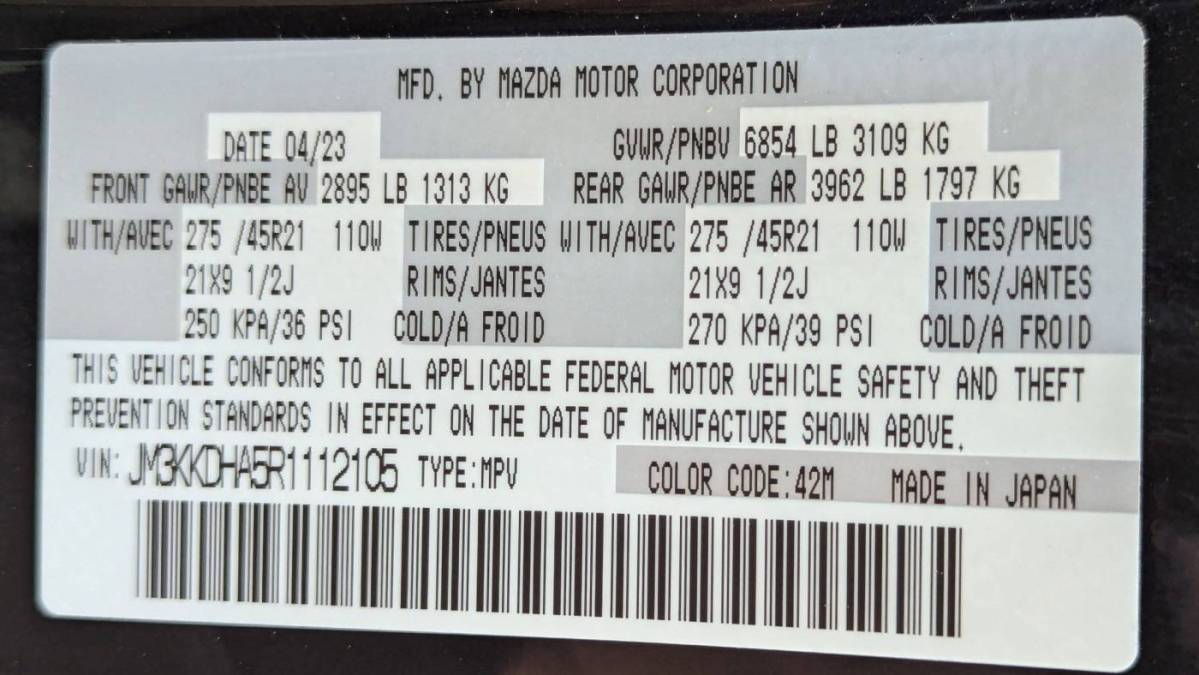 MFD. BY MAZDA MOTOR CORPORATION
DATE 04/23 GVWR/PNBV 6854 LB 3109 KG
FRONT GAWR/PNBE AV 2895 LB 1313 KG REAR GAWR/PNBE AR 3962 LB 1797 KG
WITH/AVEC 275 /45R21 110W TIRES/PNEUS WITH/AVEC 275 /45R21 110W TIRES/PNEUS
21X9 1/2J RIMS/JANTES 21X9 1/2J RIMS/JANTES
250 KPA/36 PSI COLD/A FROID 270 KPA/39 PSI COLD/A FROID
THIS VEHICLE CONFORMS TO ALL APPLICABLE FEDERAL MOTOR VEHICLE SAFETY AND THEFT
PREVENTION STANDARDS IN EFFECT ON THE DATE OF MANUFACTURE SHOWN ABOVE.
VIN: JM3KKDHA5R1112105 TYPE:MPV COLOR CODE:42M MADE IN JAPAN